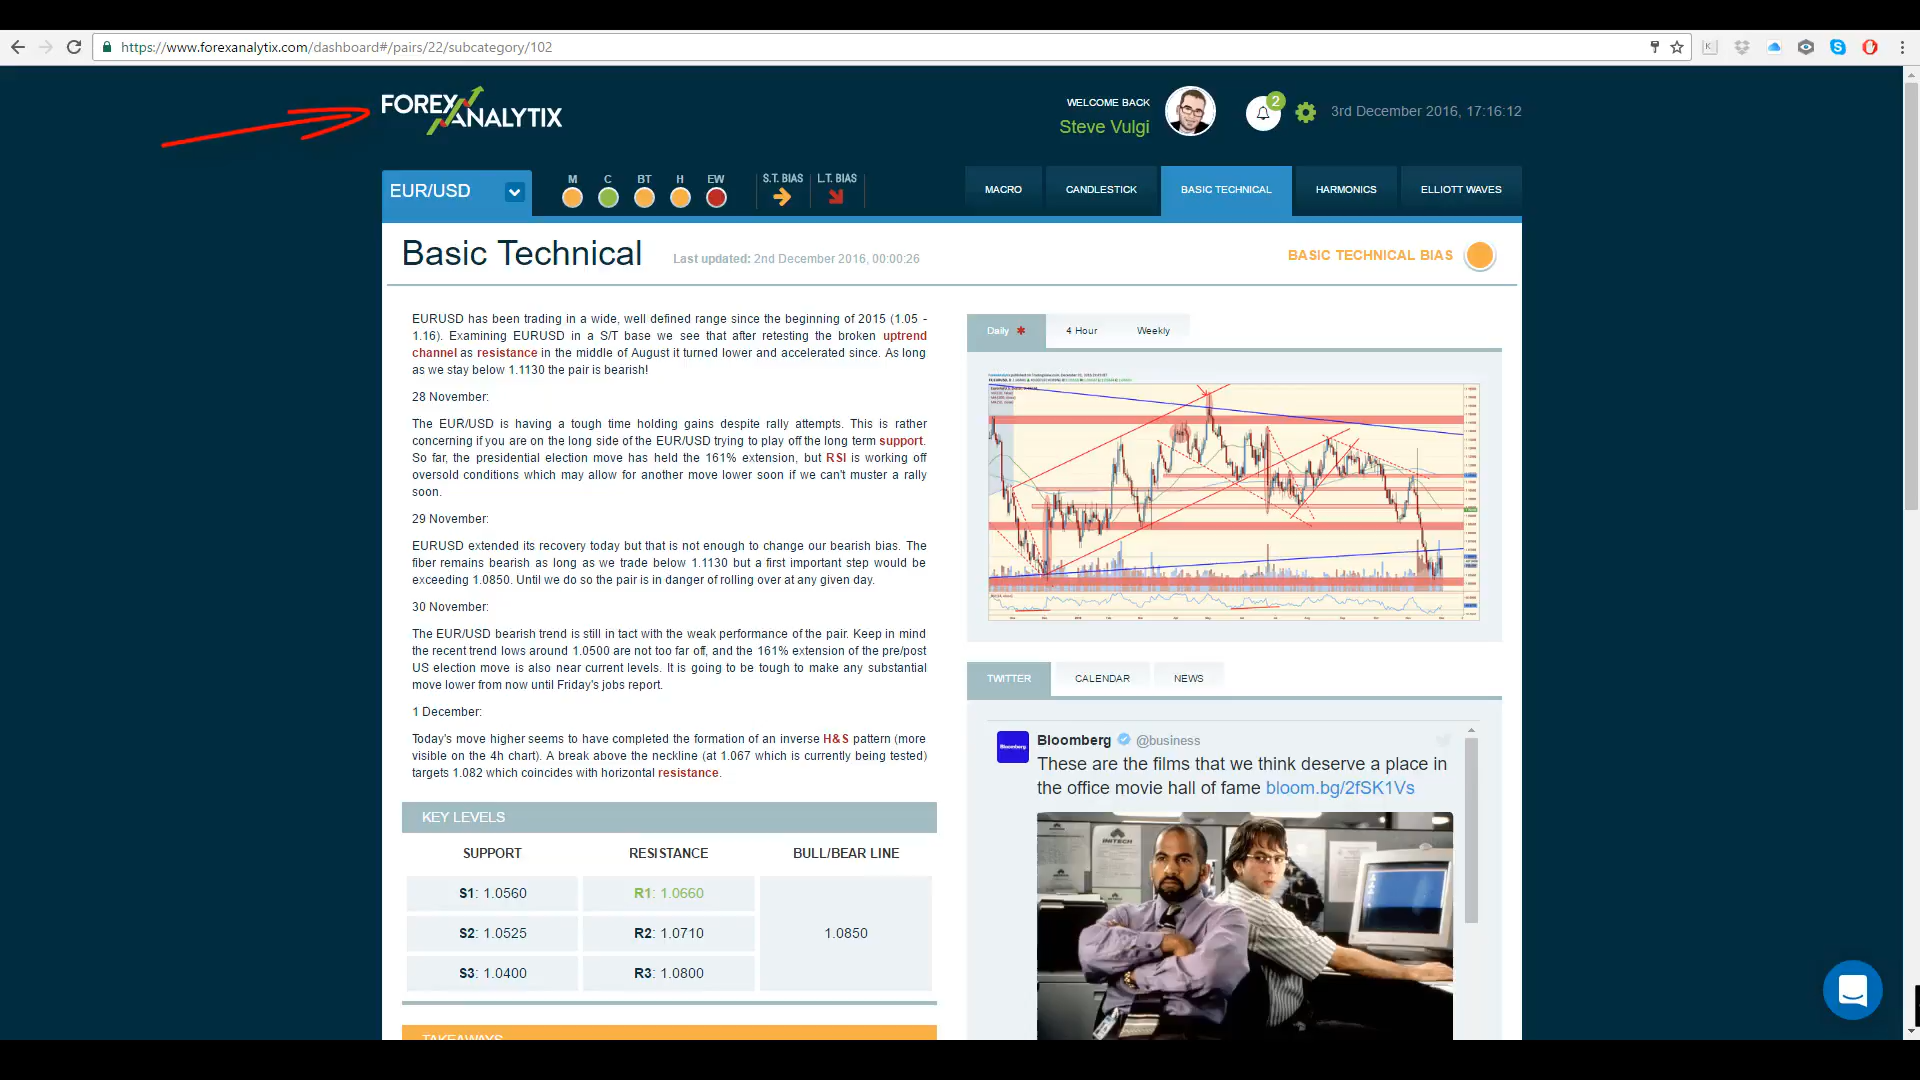 https://www.forexanalytix.com/dashboard#/pairs/22/subcategory/102
FOREX ANALYTIX
WELCOME BACK
Steve Vulgi
2
3rd December 2016, 17:16:12
EUR/USD
M C BT H EW S.T. BIAS L.T. BIAS
MACRO CANDLESTICK BASIC TECHNICAL HARMONICS ELLIOTT WAVES
Basic Technical
Last updated: 2nd December 2016, 00:00:26
BASIC TECHNICAL BIAS
EURUSD has been trading in a wide, well defined range since the beginning of 2015 (1.05 -
1.16). Examining EURUSD in a S/T base we see that after retesting the broken uptrend
channel as resistance in the middle of August it turned lower and accelerated since. As long
as we stay below 1.1130 the pair is bearish!
28 November:
The EUR/USD is having a tough time holding gains despite rally attempts. This is rather
concerning if you are on the long side of the EUR/USD trying to play off the long term support.
So far, the presidential election move has held the 161% extension, but RSI is working off
oversold conditions which may allow for another move lower soon if we can't muster a rally
soon.
29 November:
EURUSD extended its recovery today but that is not enough to change our bearish bias. The
fiber remains bearish as long as we trade below 1.1130 but a first important step would be
exceeding 1.0850. Until we do so the pair is in danger of rolling over at any given day.
30 November:
The EUR/USD bearish trend is still in tact with the weak performance of the pair. Keep in mind
the recent trend lows around 1.0500 are not too far off, and the 161% extension of the pre/post
US election move is also near current levels. It is going to be tough to make any substantial
move lower from now until Friday's jobs report.
1 December:
Today's move higher seems to have completed the formation of an inverse H&S pattern (more
visible on the 4h chart). A break above the neckline (at 1.067 which is currently being tested)
targets 1.082 which coincides with horizontal resistance.
KEY LEVELS
SUPPORT RESISTANCE BULL/BEAR LINE
S1: 1.0560 R1: 1.0660
S2: 1.0525 R2: 1.0710 1.0850
S3: 1.0400 R3: 1.0800
TAKEAWAYS
Daily * 4 Hour Weekly
TWITTER CALENDAR NEWS
Bloomberg
Bloomberg @business
These are the films that we think deserve a place in
the office movie hall of fame bloom.bg/2fSK1Vs
INITECH